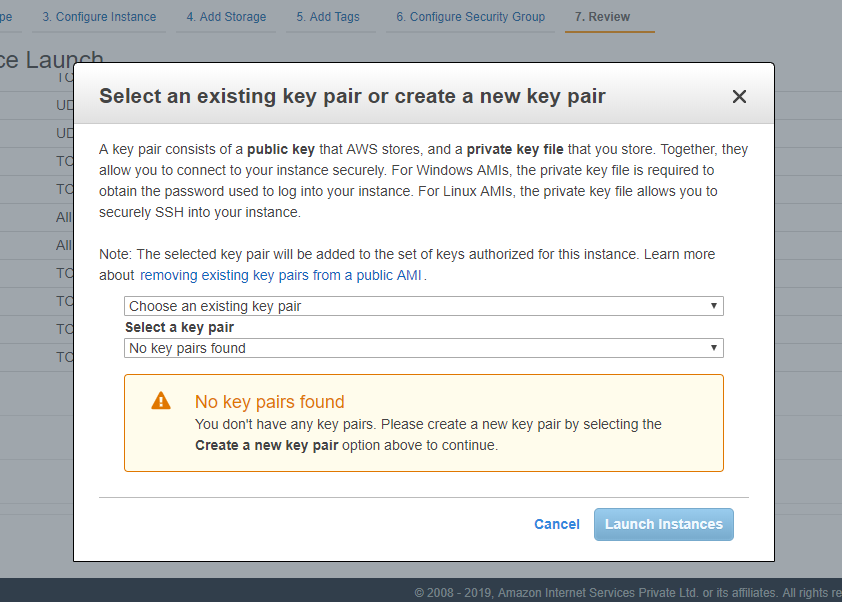 pe 3. Configure Instance 4. Add Storage 5. Add Tags 6. Configure Security Group 7. Review
ce Launch
TC
UD
UD
TC
TC
All
All
TC
TC
TC
TC
Select an existing key pair or create a new key pair
A key pair consists of a public key that AWS stores, and a private key file that you store. Together, they
allow you to connect to your instance securely. For Windows AMIs, the private key file is required to
obtain the password used to log into your instance. For Linux AMIs, the private key file allows you to
securely SSH into your instance.
Note: The selected key pair will be added to the set of keys authorized for this instance. Learn more
about removing existing key pairs from a public AMI.
Choose an existing key pair
Select a key pair
No key pairs found
No key pairs found
You don't have any key pairs. Please create a new key pair by selecting the
Create a new key pair option above to continue.
Cancel Launch Instances
© 2008 - 2019, Amazon Internet Services Private Ltd. or its affiliates. All rights re